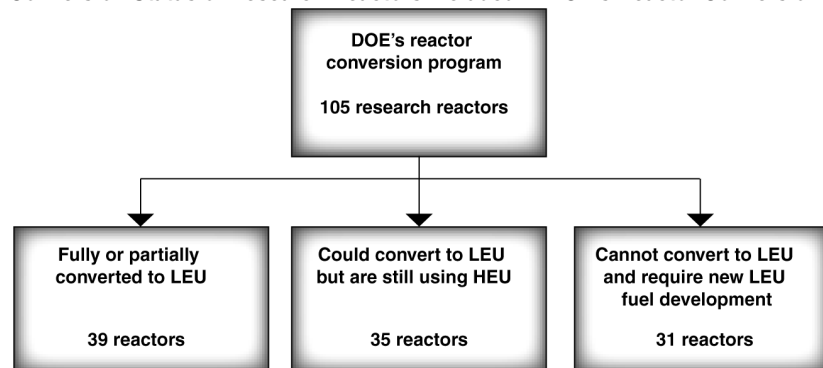 DOE's reactor
conversion program
105 research reactors
Fully or partially
converted to LEU
39 reactors
Could convert to LEU
but are still using HEU
35 reactors
Cannot convert to LEU
and require new LEU
fuel development
31 reactors